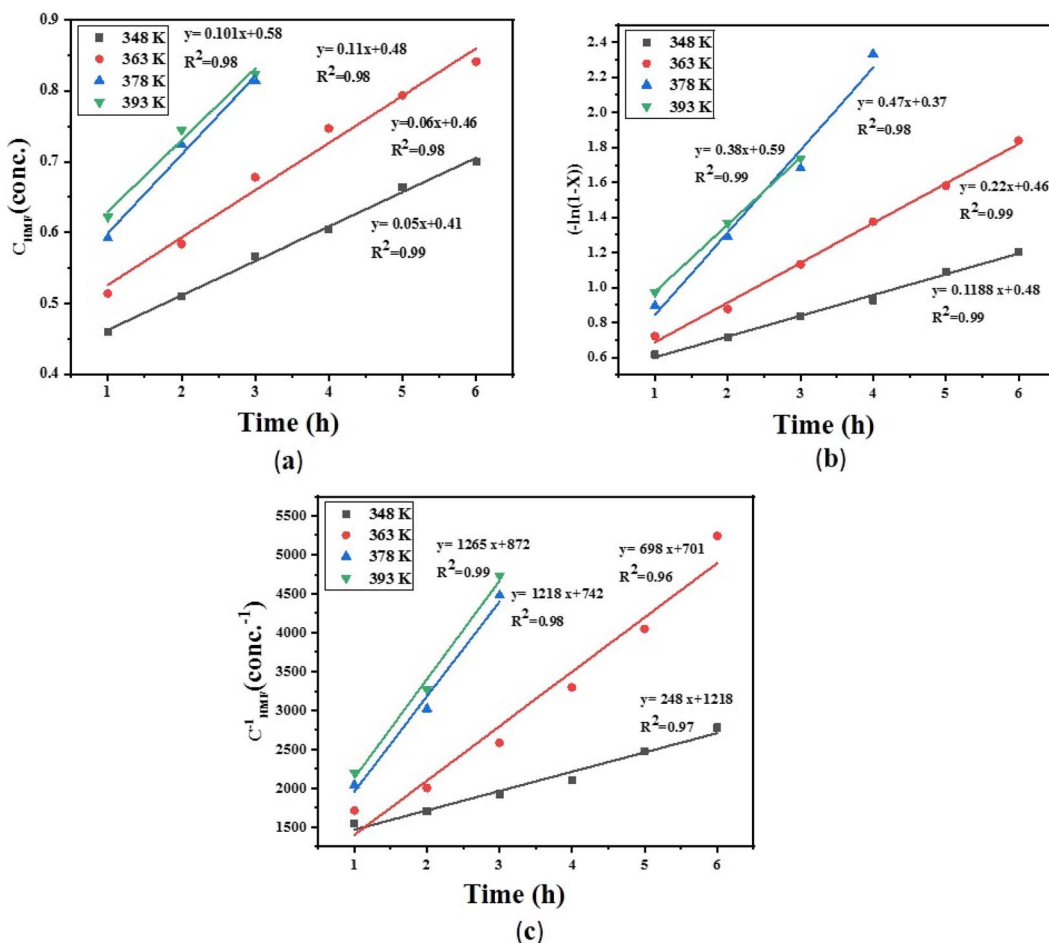 348 K
363 K
378 K
393 K
y= 0.101x+0.58
R²=0.98
y= 0.11x+0.48
R²=0.98
y=0.06x+0.46
R²=0.98
y= 0.05x+0.41
R²=0.99
C_HMF(conc.)
0.9
0.8
0.7
0.6
0.5
0.4
1 2 3 4 5 6
Time (h)
(a)
348 K
363 K
378 K
393 K
y= 0.47x+0.37
R²=0.98
y= 0.38x+0.59
R²=0.99
y= 0.22x+0.46
R²=0.99
y= 0.1188 x+0.48
R²=0.99
(-ln(1-X))
2.4
2.2
2.0
1.8
1.6
1.4
1.2
1.0
0.8
0.6
1 2 3 4 5 6
Time (h)
(b)
348 K
363 K
378 K
393 K
y= 1265 x+872
R²=0.99
y= 1218 x+742
R²=0.98
y= 698 x+701
R²=0.96
y= 248 x+1218
R²=0.97
C⁻¹_HMF(conc.⁻¹)
5500
5000
4500
4000
3500
3000
2500
2000
1500
1 2 3 4 5 6
Time (h)
(c)